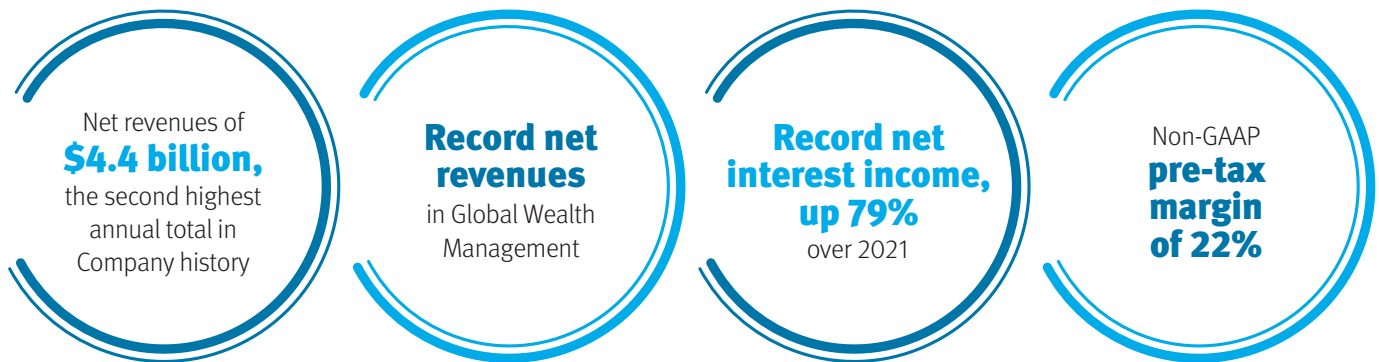 Net revenues of
$4.4 billion,
the second highest
annual total in
Company history
Record net
revenues
in Global Wealth
Management
Record net
interest income,
up 79%
over 2021
Non-GAAP
pre-tax
margin
of 22%